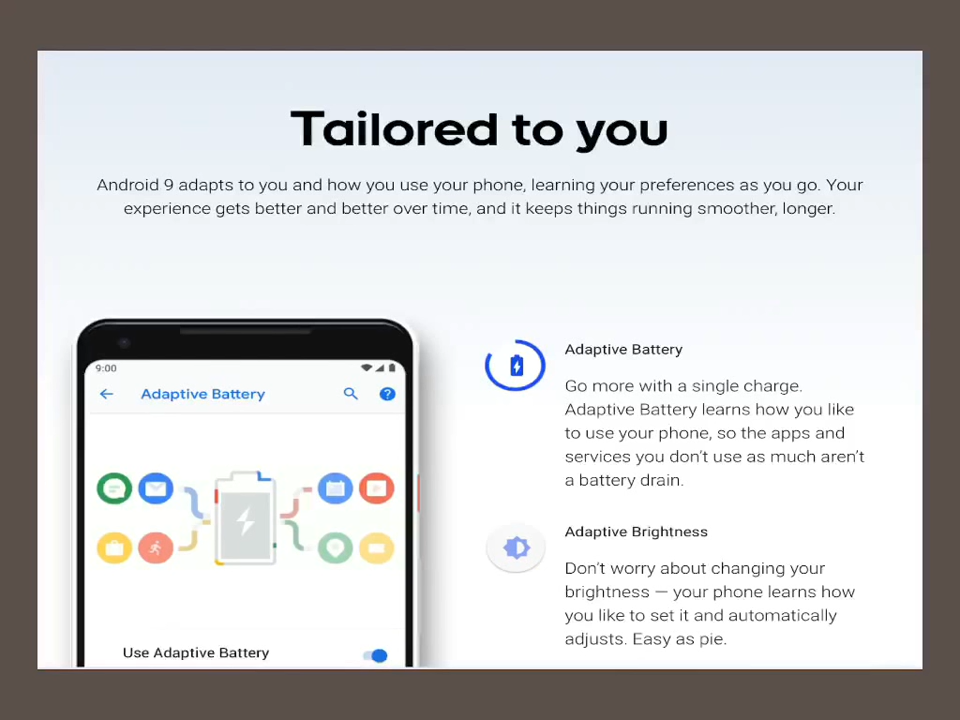 Tailored to you
Android 9 adapts to you and how you use your phone, learning your preferences as you go. Your
experience gets better and better over time, and it keeps things running smoother, longer.
9:00
Adaptive Battery
Use Adaptive Battery
Adaptive Battery
Go more with a single charge.
Adaptive Battery learns how you like
to use your phone, so the apps and
services you don't use as much aren't
a battery drain.
Adaptive Brightness
Don't worry about changing your
brightness — your phone learns how
you like to set it and automatically
adjusts. Easy as pie.